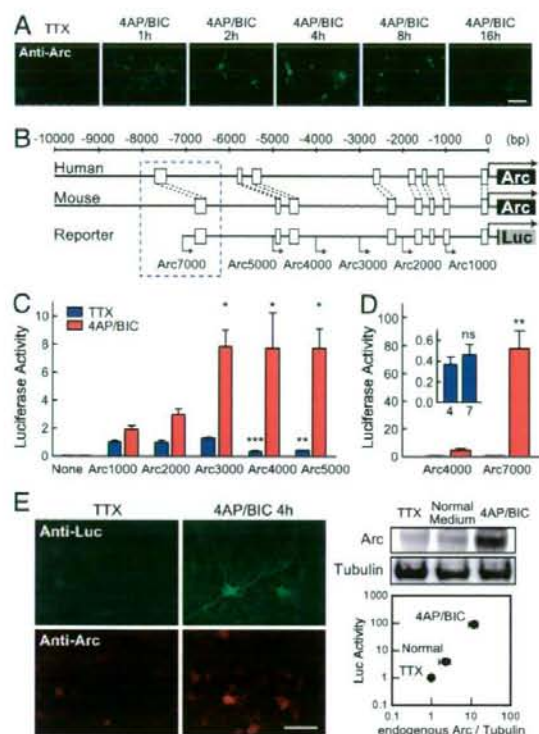 A
TTX
4AP/BIC 1h
4AP/BIC 2h
4AP/BIC 4h
4AP/BIC 8h
4AP/BIC 16h
Anti-Arc
B
-10000 -9000 -8000 -7000 -6000 -5000 -4000 -3000 -2000 -1000 0 (bp)
Human
Arc
Mouse
Arc
Reporter
Luc
Arc7000 Arc5000 Arc4000 Arc3000 Arc2000 Arc1000
C
TTX
4AP/BIC
Luciferase Activity
10
8
6
4
2
0
* * *
*** **
None Arc1000 Arc2000 Arc3000 Arc4000 Arc5000
D
Luciferase Activity
100
80
60
40
20
0
**
0.6
0.4
0.2
0.0
ns
4 7
Arc4000 Arc7000
E
TTX
4AP/BIC 4h
Anti-Luc
Anti-Arc
TTX
Normal Medium
4AP/BIC
Arc
Tubulin
Luc Activity
1000
100
10
1
0.1
4AP/BIC
Normal
TTX
0.1 1 10 100
endogenous Arc / Tubulin